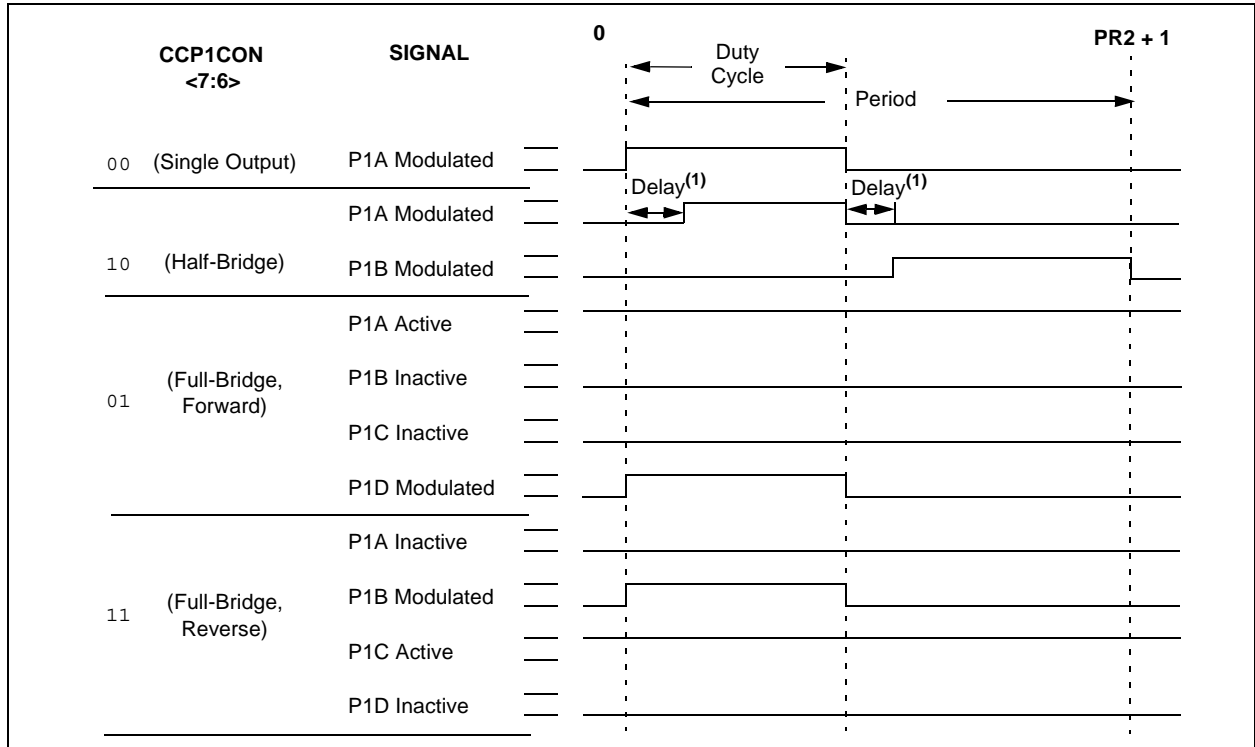 CCP1CON
<7:6>
SIGNAL
0
PR2 + 1
Duty
Cycle
Period
00 (Single Output) P1A Modulated
Delay(1)
Delay(1)
P1A Modulated
10 (Half-Bridge)
P1B Modulated
P1A Active
01 (Full-Bridge,
Forward)
P1B Inactive
P1C Inactive
P1D Modulated
P1A Inactive
11 (Full-Bridge,
Reverse)
P1B Modulated
P1C Active
P1D Inactive